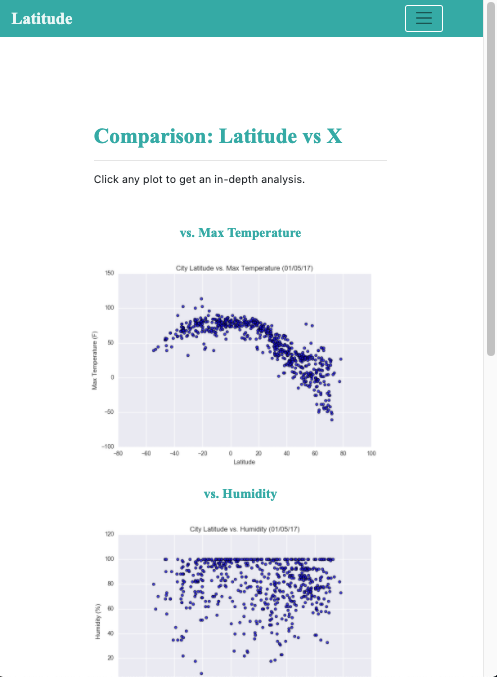 Latitude
Comparison: Latitude vs X
Click any plot to get an in-depth analysis.
vs. Max Temperature
City Latitude vs. Max Temperature (01/05/17)
150
100
50
0
-50
-100
Max Temperature (F)
-80 -60 -40 -20 0 20 40 60 80 100
Latitude
vs. Humidity
City Latitude vs. Humidity (01/05/17)
120
100
80
60
40
20
Humidity (%)